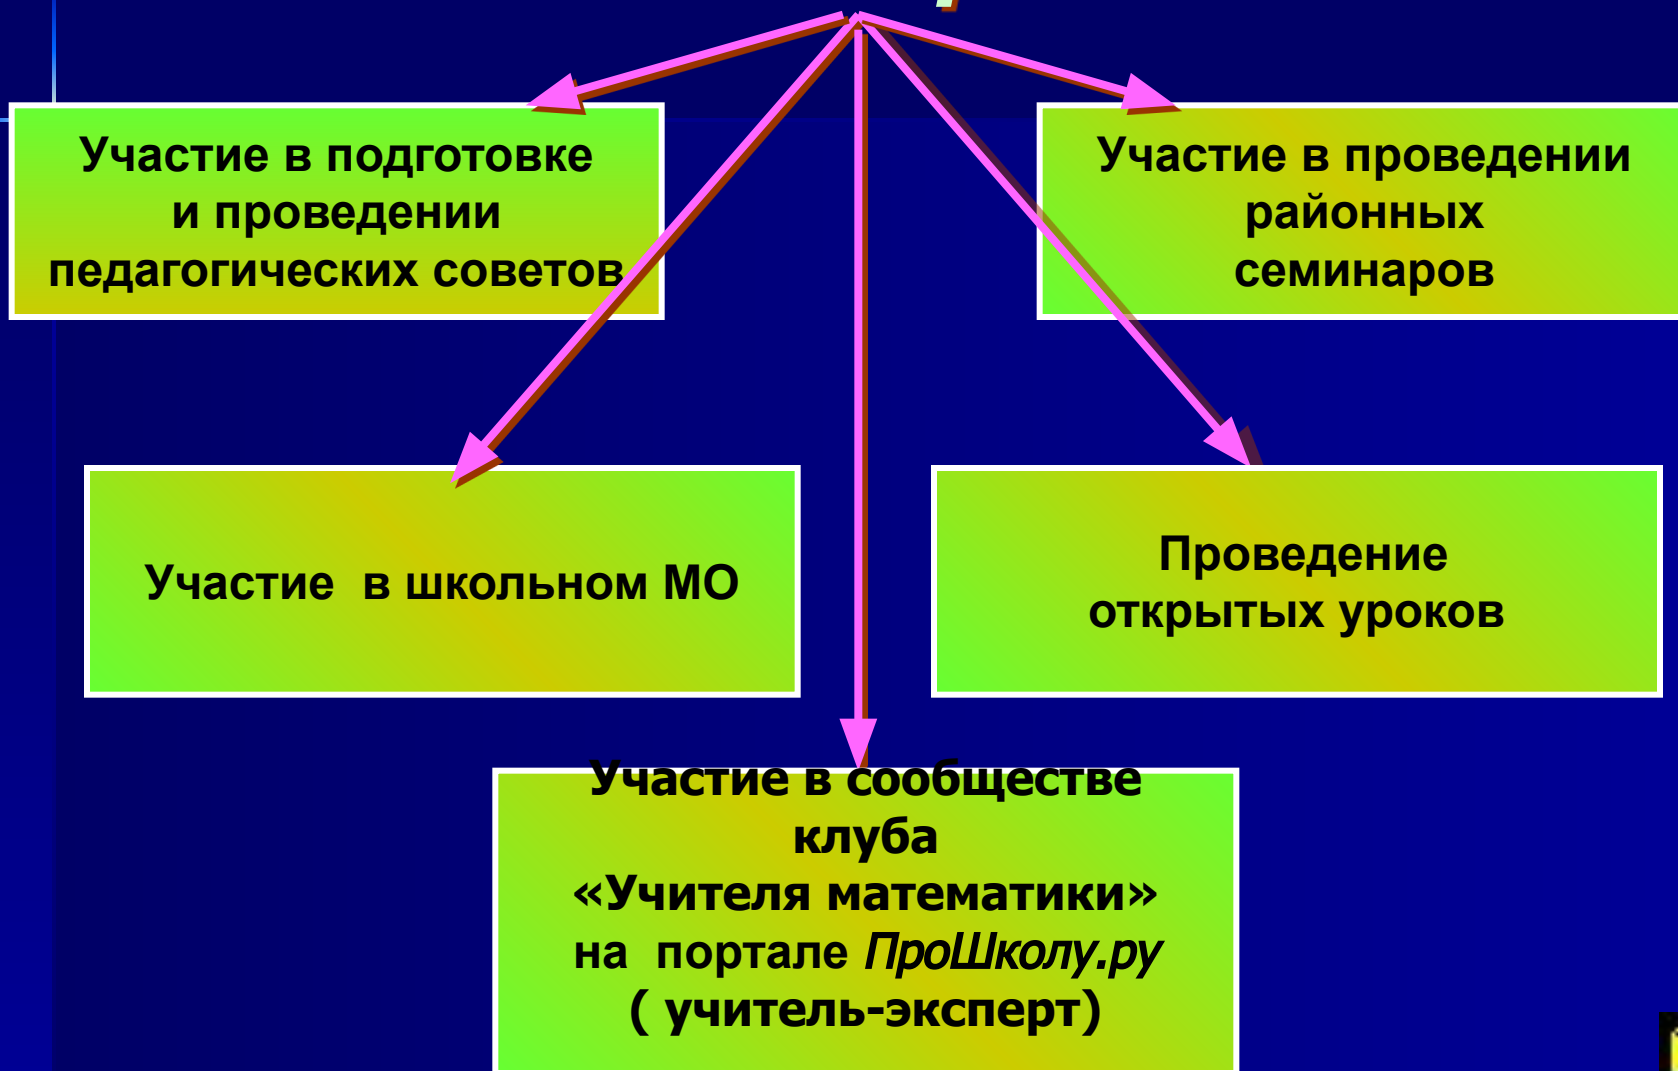 Участие в подготовке
и проведении
педагогических советов
Участие в проведении
районных
семинаров
Участие в школьном МО
Проведение
открытых уроков
Участие в сообществе
клуба
«Учителя математики»
на портале ПроШколу.ру
( учитель-эксперт)